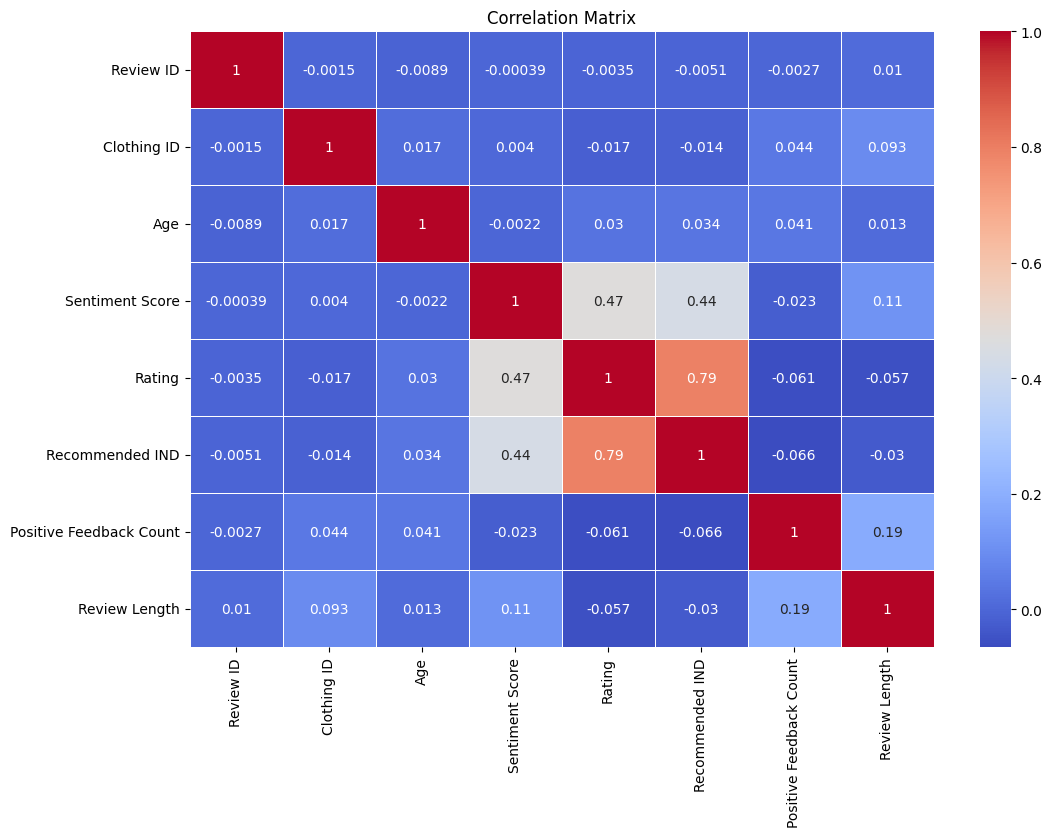 Correlation Matrix
Review ID 1 -0.0015 -0.0089 -0.00039 -0.0035 -0.0051 -0.0027 0.01
Clothing ID -0.0015 1 0.017 0.004 -0.017 -0.014 0.044 0.093
Age -0.0089 0.017 1 -0.0022 0.03 0.034 0.041 0.013
Sentiment Score -0.00039 0.004 -0.0022 1 0.47 0.44 -0.023 0.11
Rating -0.0035 -0.017 0.03 0.47 1 0.79 -0.061 -0.057
Recommended IND -0.0051 -0.014 0.034 0.44 0.79 1 -0.066 -0.03
Positive Feedback Count -0.0027 0.044 0.041 -0.023 -0.061 -0.066 1 0.19
Review Length 0.01 0.093 0.013 0.11 -0.057 -0.03 0.19 1
Review ID
Clothing ID
Age
Sentiment Score
Rating
Recommended IND
Positive Feedback Count
Review Length
1.0
0.8
0.6
0.4
0.2
0.0